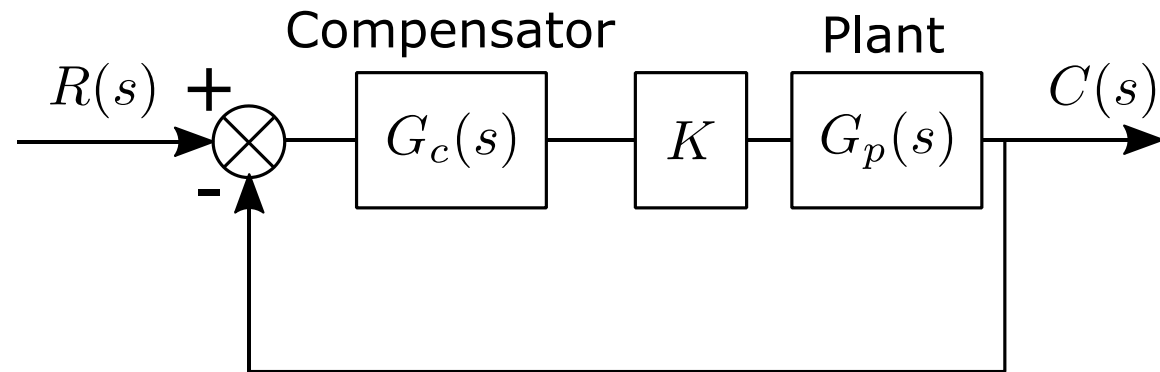 Compensator
Plant
R(s)
+
-
G_c(s)
K
G_p(s)
C(s)